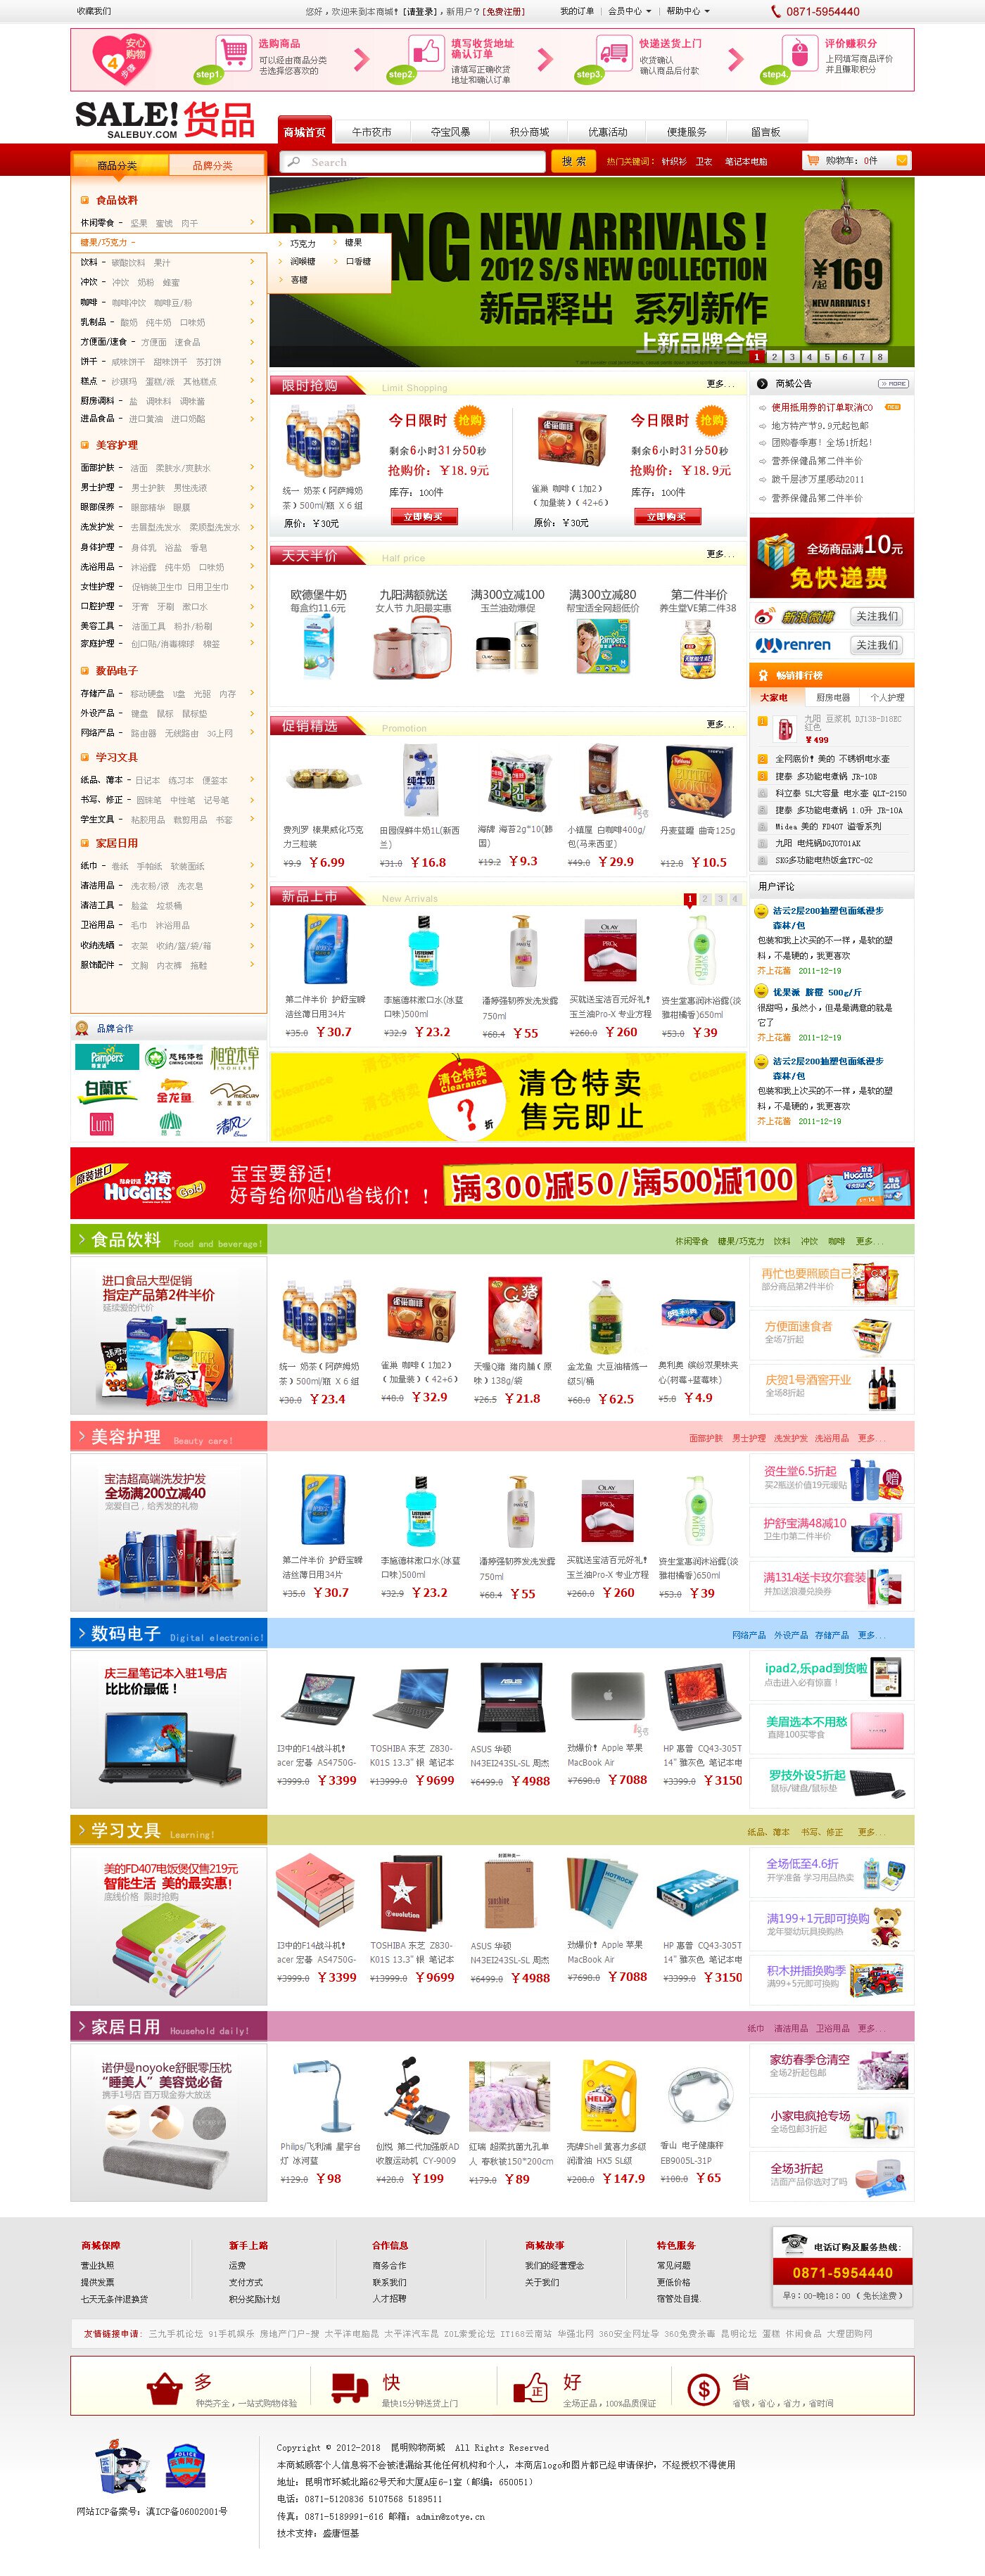 收藏我们
您好，欢迎来到本商城！[请登录]，新用户？[免费注册]
我的订单 | 会员中心 | 帮助中心
0871-5954440
安心购物4步骤
step1.
选购商品
可以经由商品分类
去选择您喜欢的
step2.
填写收货地址
确认订单
请填写正确收货
地址和确认订单
step3.
快递送货上门
收货确认
确认商品后付款
step4.
评价赚积分
上网填写商品评价
并且赚取积分
SALE!货品
SALEBUY.COM
商城首页 午市夜市 夺宝风暴 积分商城 优惠活动 便捷服务 留言板
商品分类 品牌分类
Search
搜 索
热门关键词： 针织衫 卫衣 笔记本电脑
购物车：0件
食品饮料
休闲零食 - 坚果 蜜饯 肉干
糖果/巧克力 -
巧克力 糖果
润喉糖 口香糖
喜糖
饮料 - 碳酸饮料 果汁
冲饮 - 冲饮 奶粉 蜂蜜
咖啡 - 咖啡冲饮 咖啡豆/粉
乳制品 - 酸奶 纯牛奶 口味奶
方便面/速食 - 方便面 速食品
饼干 - 咸味饼干 甜味饼干 苏打饼
糕点 - 沙琪玛 蛋糕/派 其他糕点
厨房调料 - 盐 调味料 调味酱
进品食品 - 进口黄油 进口奶酪
美容护理
面部护肤 - 洁面 柔肤水/爽肤水
男士护理 - 男士护肤 男性洗液
眼部保养 - 眼部精华 眼膜
洗发护发 - 去屑型洗发水 柔顺型洗发水
身体护理 - 身体乳 浴盐 香皂
洗浴用品 - 沐浴露 纯牛奶 口味奶
女性护理 - 促销装卫生巾 日用卫生巾
口腔护理 - 牙膏 牙刷 漱口水
美容工具 - 洁面工具 粉扑/粉刷
家庭护理 - 创口贴/消毒棉球 棉签
数码电子
存储产品 - 移动硬盘 U盘 光驱 内存
外设产品 - 键盘 鼠标 鼠标垫
网络产品 - 路由器 无线路由 3G上网
学习文具
纸品、薄本 - 日记本 练习本 便签本
书写、修正 - 圆珠笔 中性笔 记号笔
学生文具 - 粘胶用品 裁剪用品 书套
家居日用
纸巾 - 卷纸 手帕纸 软装面纸
清洁用品 - 洗衣粉/液 洗衣皂
清洁工具 - 脸盆 垃圾桶
卫浴用品 - 毛巾 沐浴用品
收纳洗晒 - 衣架 收纳/篮/袋/箱
服饰配件 - 文胸 内衣裤 拖鞋
品牌合作
Pampers
慈铭体检
CIMING CHECKUP
相宜本草
INOHERB
白蘭氏
金龙鱼
MERCURY
水星家纺
Lumi
昂立
清风
Breeze
BRING NEW ARRIVALS!
2012 S/S NEW COLLECTION
新品释出 系列新作
上新品牌合辑
¥169/起
NEW ARRIVALS !
1 2 3 4 5 6 7 8
限时抢购 Limit Shopping 更多...
今日限时 抢购
剩余6小时31分50秒
抢购价：￥18.9元
库存：100件
立即购买
统一 奶茶（阿萨姆奶
茶）500ml/瓶 X 6 组
原价：￥30元
今日限时 抢购
剩余6小时31分50秒
抢购价：￥18.9元
库存：100件
立即购买
雀巢 咖啡（1加2）
（加量装）（42+6）
原价：￥30元
天天半价 Half price 更多...
欧德堡牛奶
每盒约11.6元
九阳满额就送
女人节 九阳最实惠
满300立减100
玉兰油劲爆促
满300立减80
帮宝适全网超低价
第二件半价
养生堂VE第二件38
促销精选 Promotion 更多...
费列罗 榛果威化巧克
力三粒装
¥9.9 ￥6.99
田园保鲜牛奶1L(新西
兰)
¥31.0 ￥16.8
海牌 海苔2g*10(韩
国)
¥19.2 ￥9.3
小镇屋 白咖啡400g/
包(马来西亚)
¥49.0 ￥29.9
丹麦蓝罐 曲奇125g
¥12.8 ￥10.5
新品上市 New Arrivals
1 2 3 4
第二件半价 护舒宝瞬
洁丝薄日用34片
¥35.0 ￥30.7
李施德林漱口水(冰蓝
口味)500ml
¥32.9 ￥23.2
潘婷强韧养发洗发露
750ml
¥68.4 ￥55
买就送宝洁百元好礼!
玉兰油Pro-X 专业方程
¥260.0 ￥260
资生堂惠润沐浴露(淡
雅柑橘香)650ml
¥53.0 ￥39
清仓特卖
Clearance
?折
清仓特卖
售完即止
商城公告 MORE
使用抵用券的订单取消CO NEW
地方特产节9.9元起包邮
团购春季惠！全场1折起！
营养保健品第二件半价
跋千层涉万里感动2011
营养保健品第二件半价
全场商品满10元
免快递费
新浪微博 关注我们
renren 关注我们
畅销排行榜
大家电 厨房电器 个人护理
九阳 豆浆机 DJ13B-D18EC
红色
￥499
全网底价! 美的 不锈钢电水壶
捷泰 多功能电煮锅 JR-10B
科立泰 5L大容量 电水壶 QLT-2150
捷泰 多功能电煮锅 1.0升 JR-10A
Midea 美的 FD407 溢香系列
九阳 电炖锅DGJ0701AK
SKG多功能电热饭盒TFC-02
用户评论
洁云2层200抽塑包面纸漫步
森林/包
包装和我上次买的不一样，是软的塑
料，不是硬的，我更喜欢
芥上花酱 2011-12-19
优果派 脐橙 500g/斤
很甜吗，虽然小，但是最满意的就是
它了
芥上花酱 2011-12-19
洁云2层200抽塑包面纸漫步
森林/包
包装和我上次买的不一样，是软的塑
料，不是硬的，我更喜欢
芥上花酱 2011-12-19
原装进口
好奇
HUGGIES Gold
宝宝要舒适！
好奇给你贴心省钱价！！
满300减50/满500减100
食品饮料 Food and beverage!
休闲零食 糖果/巧克力 饮料 冲饮 咖啡 更多...
进口食品大型促销
指定产品第2件半价
延续爱的代价
统一 奶茶（阿萨姆奶
茶）500ml/瓶 X 6 组
¥30.0 ￥23.4
雀巢 咖啡（1加2）
（加量装）（42+6）
¥48.0 ￥32.9
天福Q猪 猪肉脯（原
味）138g/袋
¥26.5 ￥21.8
金龙鱼 大豆油精炼一
级5l/桶
¥68.0 ￥62.5
奥利奥 缤纷双果味夹
心(树莓+蓝莓味)
¥5.8 ￥4.9
再忙也要照顾自己
部分商品第2件半价
方便面速食者
全场7折起
庆贺1号酒窖开业
全场8折起
美容护理 Beauty care!
面部护肤 男士护理 洗发护发 洗浴用品 更多...
宝洁超高端洗发护发
全场满200立减40
宠爱自己，给秀发的礼物
第二件半价 护舒宝瞬
洁丝薄日用34片
¥35.0 ￥30.7
李施德林漱口水(冰蓝
口味)500ml
¥32.9 ￥23.2
潘婷强韧养发洗发露
750ml
¥68.4 ￥55
买就送宝洁百元好礼!
玉兰油Pro-X 专业方程
¥260.0 ￥260
资生堂惠润沐浴露(淡
雅柑橘香)650ml
¥53.0 ￥39
资生堂6.5折起
买2瓶送价值19元暖贴
赠
护舒宝满48减10
卫生巾第二件半价
满1314送卡玫尔套装
并加送浪漫兑换券
数码电子 Digital electronic!
网络产品 外设产品 存储产品 更多...
庆三星笔记本入驻1号店
比比价最低！
I3中的F14战斗机!
acer 宏碁 AS4750G-
¥3999.0 ￥3399
TOSHIBA 东芝 Z830-
K01S 13.3" 银 笔记本
¥13999.0 ￥9699
ASUS 华硕
N43EI243SL-SL 周杰
¥6499.0 ￥4988
劲爆价! Apple 苹果
MacBook Air
¥7698.0 ￥7088
HP 惠普 CQ43-305T
14" 雅灰色 笔记本电
¥3399.0 ￥3150
ipad2,乐pad到货啦
点击进入必有惊喜！
美眉选本不用愁
直降100买零食
罗技外设5折起
鼠标/键盘/鼠标垫
学习文具 Learning!
纸品、薄本 书写、修正 更多...
美的FD407电饭煲仅售219元
智能生活 美的最实惠！
底线价格 限时抢购
I3中的F14战斗机!
acer 宏碁 AS4750G-
¥3999.0 ￥3399
TOSHIBA 东芝 Z830-
K01S 13.3" 银 笔记本
¥13999.0 ￥9699
ASUS 华硕
N43EI243SL-SL 周杰
¥6499.0 ￥4988
劲爆价! Apple 苹果
MacBook Air
¥7698.0 ￥7088
HP 惠普 CQ43-305T
14" 雅灰色 笔记本电
¥3399.0 ￥3150
全场低至4.6折
开学准备 学习用品热卖
满199+1元即可换购
龙年婴幼玩具换购热
积木拼插换购季
满99+5元即可换购
家居日用 Household daily!
纸巾 清洁用品 卫浴用品 更多...
诺伊曼noyoke舒眠零压枕
“睡美人”美容觉必备
携手1号店 百万现金券大放送
Philips/飞利浦 星宇台
灯 冰河蓝
¥129.0 ￥98
创悦 第二代加强版AD
收腹运动机 CY-9009
¥428.0 ￥199
红瑞 超柔抗菌九孔单
人 春秋被150*200cm
¥179.0 ￥89
壳牌Shell 黄喜力多级
润滑油 HX5 SL级
¥208.0 ￥147.9
香山 电子健康秤
EB9005L-31P
¥108.0 ￥65
家纺春季仓清空
全场2折起包邮
小家电疯抢专场
全场包邮3折起
全场3折起
洁面产品你选对了吗
商城保障
营业执照
提供发票
七天无条件退换货
新手上路
运费
支付方式
积分奖励计划
合作信息
商务合作
联系我们
人才招聘
商城故事
我们的经营理念
关于我们
特色服务
常见问题
更低价格
宿管处自提.
电话订购及服务热线：
0871-5954440
早9：00-晚18：00（免长途费）
友情链接申请： 三九手机论坛 91手机娱乐 房地产门户-搜 太平洋电脑昆 太平洋汽车昆 ZOL索爱论坛 IT168云南站 华强北网 360安全网址导 360免费杀毒 昆明论坛 蛋糕 休闲食品 大理团购网
多
种类齐全，一站式购物体验
快
最快15分钟送货上门
正
好
全场正品，100%品质保证
省
省钱，省心，省力，省时间
POLICE
网站ICP备案号：滇ICP备06002001号
Copyright © 2012-2018 昆明购物商城 All Rights Reserved
本商城顾客个人信息将不会被泄漏给其他任何机构和个人，本商店logo和图片都已经申请保护，不经授权不得使用
地址：昆明市环城北路62号天和大厦A座6-1室（邮编：650051）
电话：0871-5120836 5107568 5189511
传真：0871-5189991-616 邮箱：admin@zotye.cn
技术支持：盛唐恒基